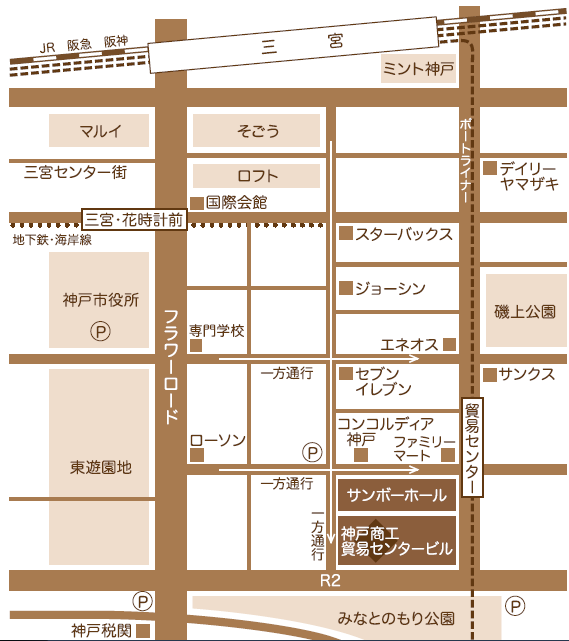 JR 阪急 阪神
三宮
ミント神戸
マルイ
そごう
ポートライナー
三宮センター街
ロフト
デイリー
ヤマザキ
国際会館
三宮・花時計前
地下鉄・海岸線
スターバックス
神戸市役所
P
ジョーシン
磯上公園
フラワーロード
専門学校
エネオス
一方通行
セブン
イレブン
サンクス
貿易センター
コンコルディア
神戸
ファミリー
マート
ローソン
P
東遊園地
一方通行
サンボーホール
一方通行
神戸商工
貿易センタービル
R2
P
みなとのもり公園
P
神戸税関